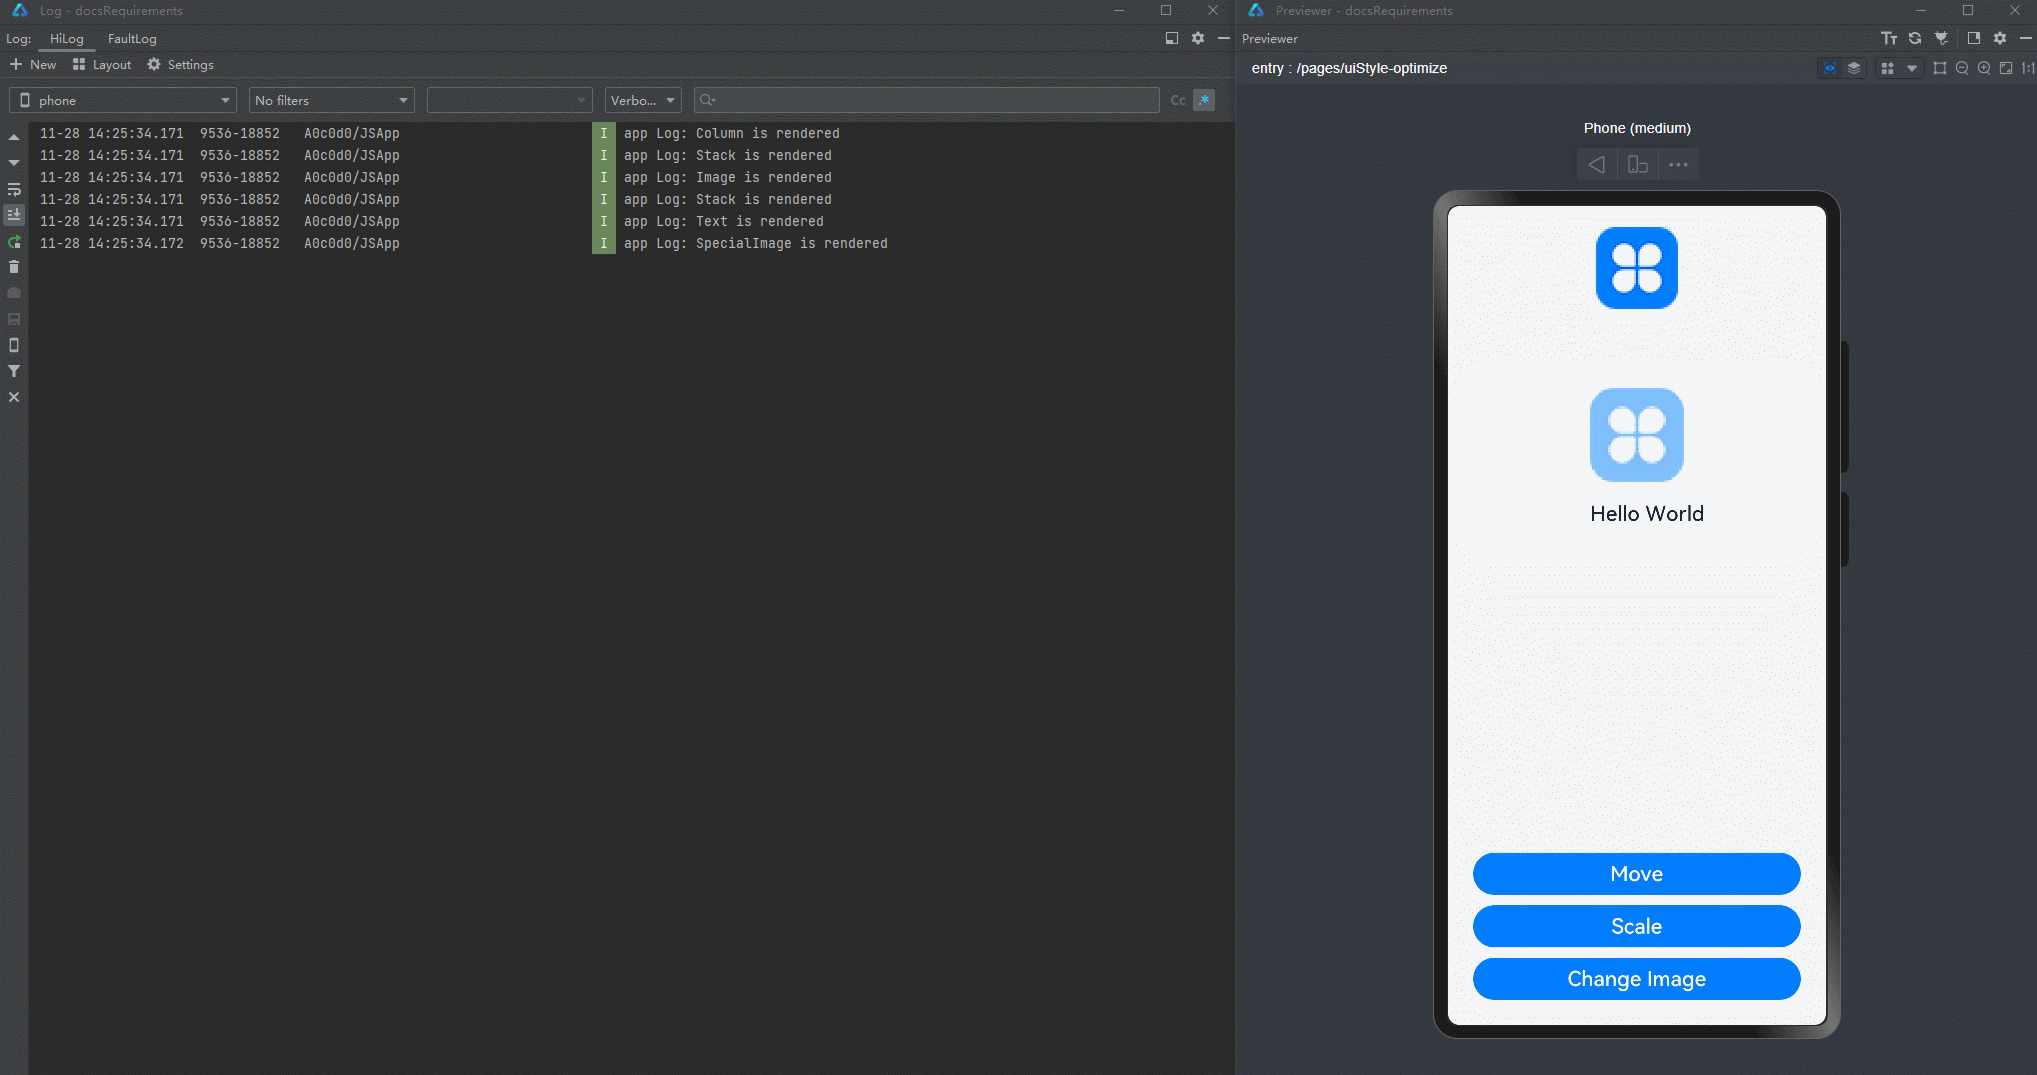 Log - docsRequirements
Log: HiLog FaultLog
New Layout Settings
phone No filters Verbo... Cc .*
11-28 14:25:34.171 9536-18852 A0c0d0/JSApp I app Log: Column is rendered
11-28 14:25:34.171 9536-18852 A0c0d0/JSApp I app Log: Stack is rendered
11-28 14:25:34.171 9536-18852 A0c0d0/JSApp I app Log: Image is rendered
11-28 14:25:34.171 9536-18852 A0c0d0/JSApp I app Log: Stack is rendered
11-28 14:25:34.171 9536-18852 A0c0d0/JSApp I app Log: Text is rendered
11-28 14:25:34.172 9536-18852 A0c0d0/JSApp I app Log: SpecialImage is rendered
Previewer - docsRequirements
Previewer
entry : /pages/uiStyle-optimize
1:1
Phone (medium)
Hello World
Move
Scale
Change Image